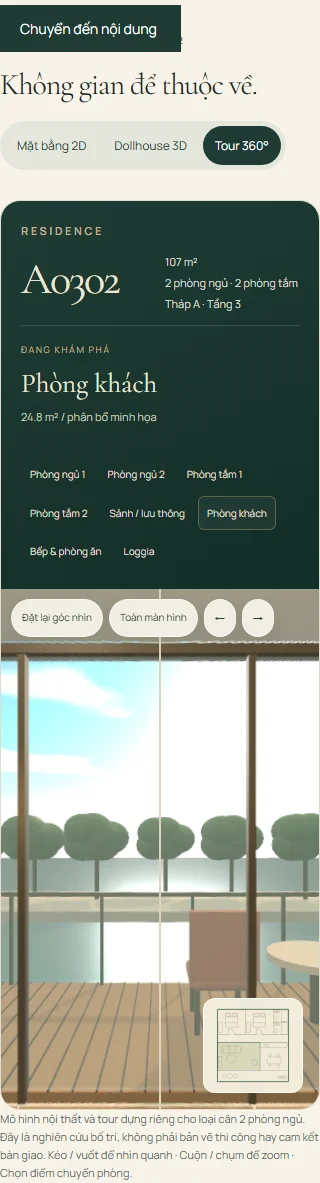 Chuyển đến nội dung
Không gian để thuộc về.
Mặt bằng 2D
Dollhouse 3D
Tour 360°
RESIDENCE
A0302
107 m²
2 phòng ngủ · 2 phòng tắm
Tháp A · Tầng 3
ĐANG KHÁM PHÁ
Phòng khách
24.8 m² / phân bổ minh họa
Phòng ngủ 1
Phòng ngủ 2
Phòng tắm 1
Phòng tắm 2
Sảnh / lưu thông
Phòng khách
Bếp & phòng ăn
Loggia
Đặt lại góc nhìn
Toàn màn hình
←
→
Mô hình nội thất và tour dựng riêng cho loại căn 2 phòng ngủ.
Đây là nghiên cứu bố trí, không phải bản vẽ thi công hay cam kết
bàn giao. Kéo / vuốt để nhìn quanh · Cuộn / chụm để zoom ·
Chọn điểm chuyển phòng.